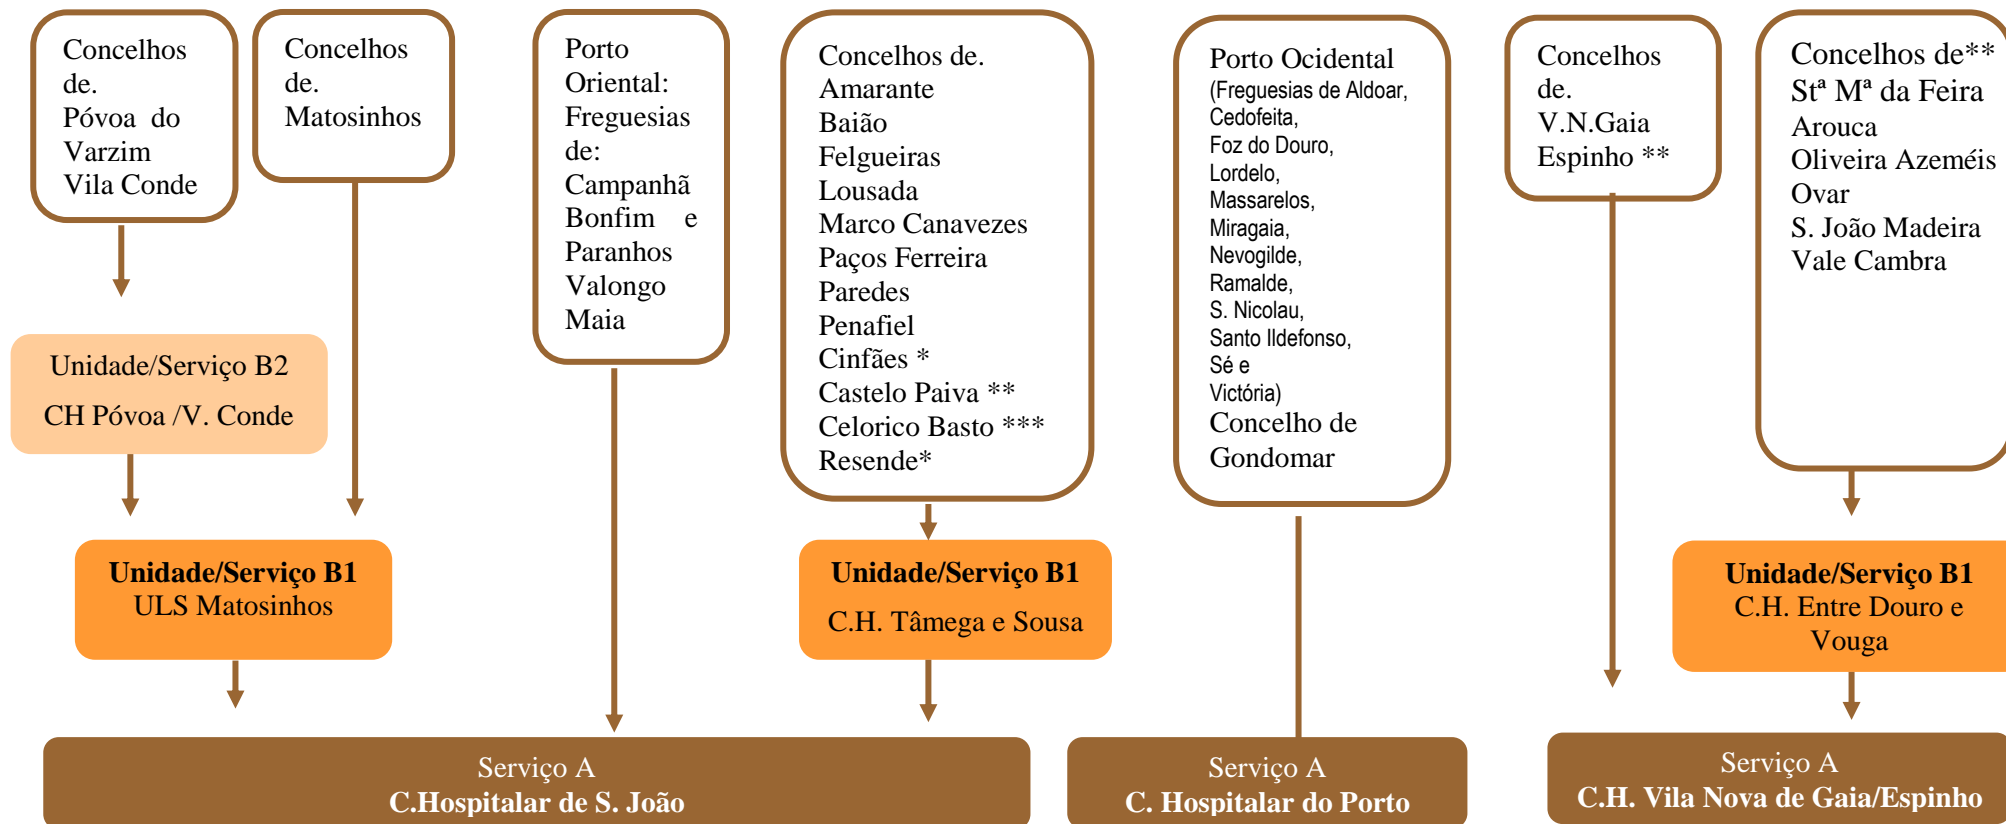 Concelhos
de.
Póvoa do
Varzim
Vila Conde
Concelhos
de.
Matosinhos
Porto
Oriental:
Freguesias
de:
Campanhã
Bonfim e
Paranhos
Valongo
Maia
Concelhos de.
Amarante
Baião
Felgueiras
Lousada
Marco Canavezes
Paços Ferreira
Paredes
Penafiel
Cinfães *
Castelo Paiva **
Celorico Basto ***
Resende*
Porto Ocidental
(Freguesias de Aldoar,
Cedofeita,
Foz do Douro,
Lordelo,
Massarelos,
Miragaia,
Nevogilde,
Ramalde,
S. Nicolau,
Santo Ildefonso,
Sé e
Victória)
Concelho de
Gondomar
Concelhos
de.
V.N.Gaia
Espinho **
Concelhos de**
Stª Mª da Feira
Arouca
Oliveira Azeméis
Ovar
S. João Madeira
Vale Cambra
Unidade/Serviço B2
CH Póvoa /V. Conde
Unidade/Serviço B1
ULS Matosinhos
Unidade/Serviço B1
C.H. Tâmega e Sousa
Unidade/Serviço B1
C.H. Entre Douro e
Vouga
Serviço A
C.Hospitalar de S. João
Serviço A
C. Hospitalar do Porto
Serviço A
C.H. Vila Nova de Gaia/Espinho